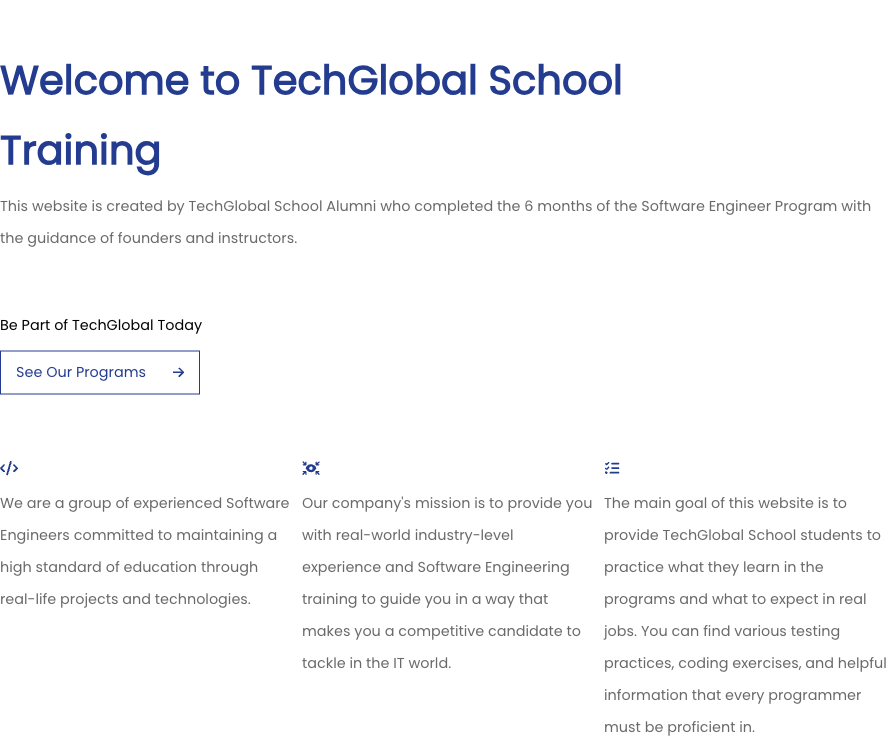 Welcome to TechGlobal School
Training
This website is created by TechGlobal School Alumni who completed the 6 months of the Software Engineer Program with
the guidance of founders and instructors.
Be Part of TechGlobal Today
See Our Programs
We are a group of experienced Software
Engineers committed to maintaining a
high standard of education through
real-life projects and technologies.
Our company's mission is to provide you
with real-world industry-level
experience and Software Engineering
training to guide you in a way that
makes you a competitive candidate to
tackle in the IT world.
The main goal of this website is to
provide TechGlobal School students to
practice what they learn in the
programs and what to expect in real
jobs. You can find various testing
practices, coding exercises, and helpful
information that every programmer
must be proficient in.